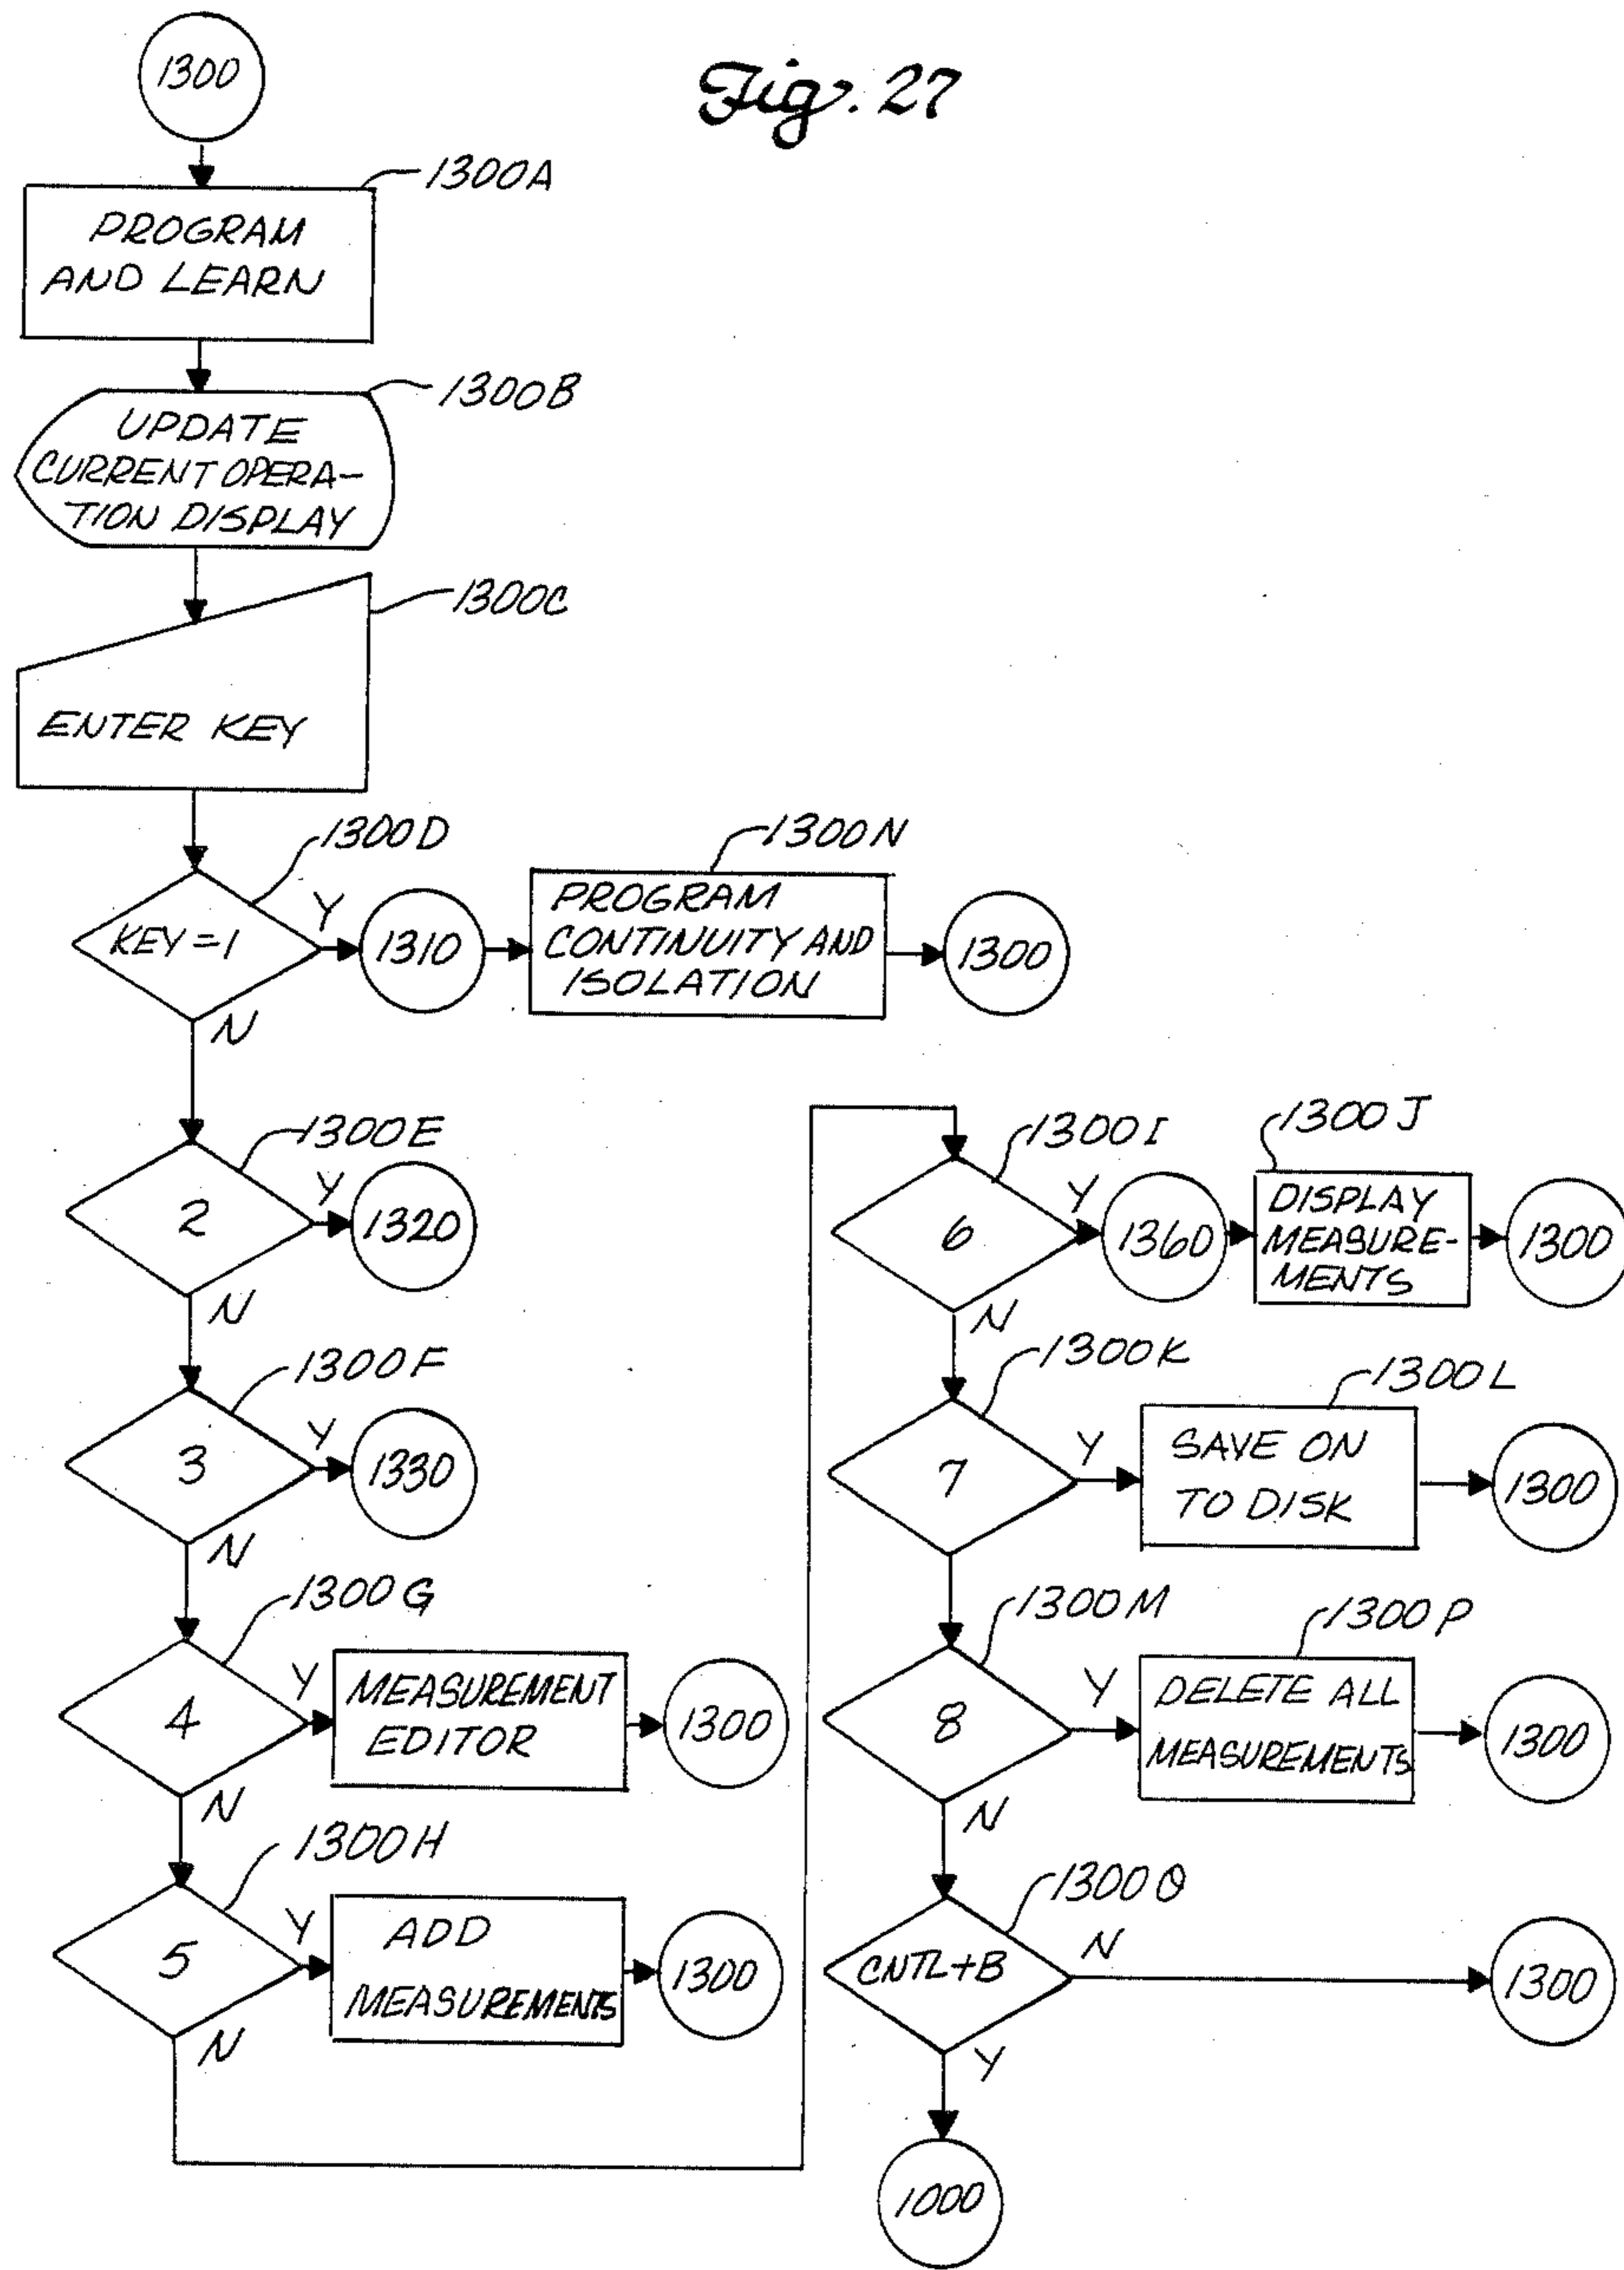 1300
Fig. 27
1300A
PROGRAM
AND LEARN
1300B
UPDATE
CURRENT OPERA-
TION DISPLAY
1300C
ENTER KEY
1300D
KEY=1
Y
N
1310
1300N
PROGRAM
CONTINUITY AND
ISOLATION
1300
1300E
2
Y
N
1320
1300F
3
Y
N
1330
1300G
4
Y
N
MEASUREMENT
EDITOR
1300
1300H
5
Y
N
ADD
MEASUREMENTS
1300
1300I
6
Y
N
1360
1300J
DISPLAY
MEASURE-
MENTS
1300
1300K
7
Y
1300L
SAVE ON
TO DISK
1300
1300M
8
Y
N
1300P
DELETE ALL
MEASUREMENTS
1300
1300O
CNTL+B
N
Y
1300
1000